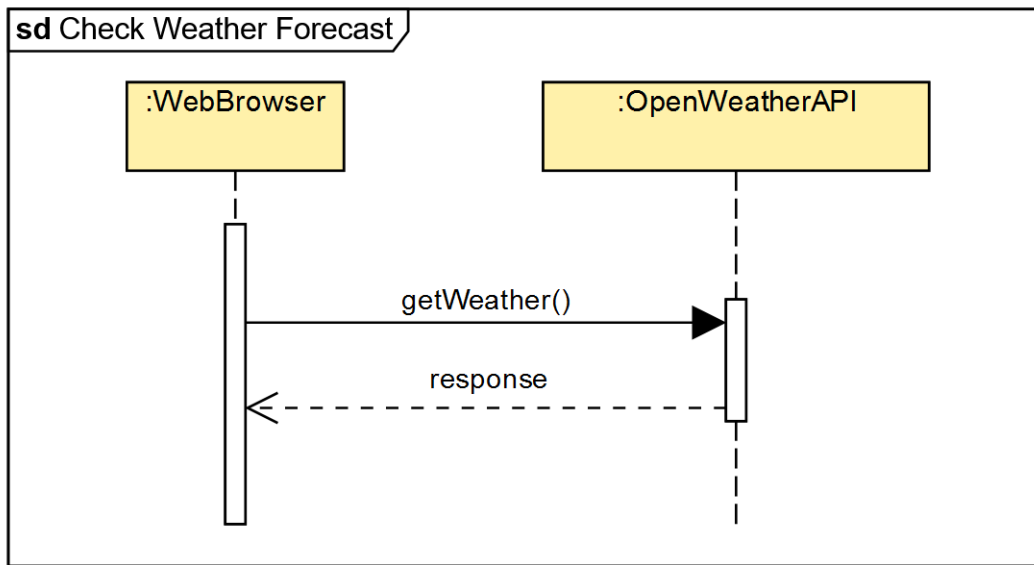 sd Check Weather Forecast
:WebBrowser
:OpenWeatherAPI
getWeather()
response